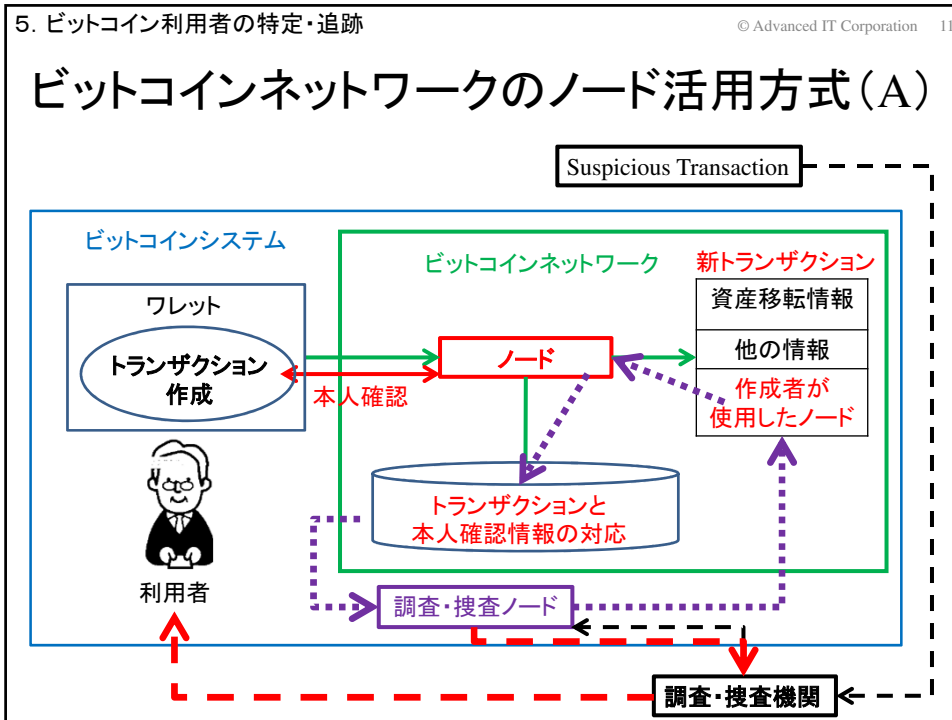 5. ビットコイン利用者の特定・追跡
© Advanced IT Corporation 11
ビットコインネットワークのノード活用方式(A)
Suspicious Transaction
ビットコインシステム
ビットコインネットワーク
新トランザクション
ワレット
資産移転情報
トランザクション
作成
ノード
他の情報
本人確認
作成者が
使用したノード
トランザクションと
本人確認情報の対応
利用者
調査・捜査ノード
調査・捜査機関